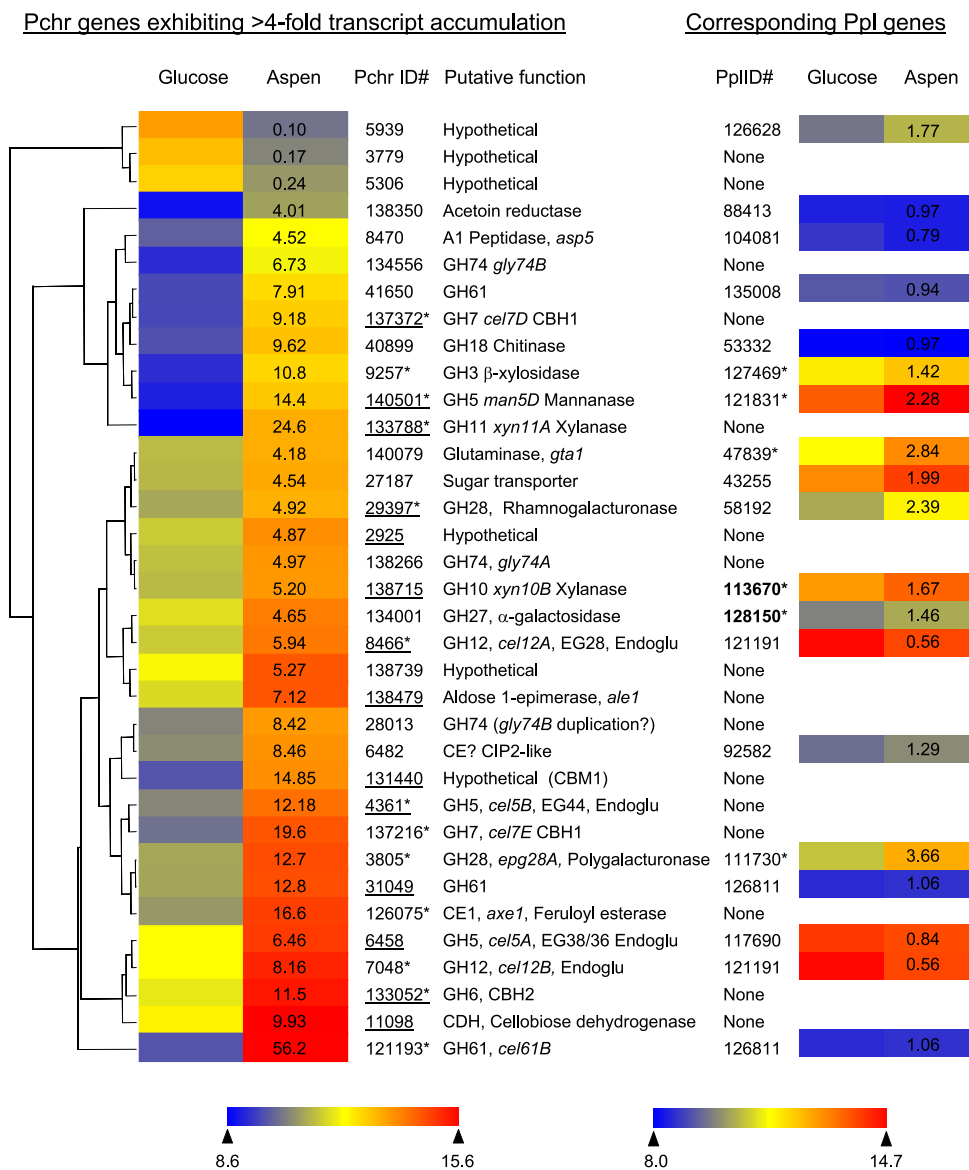 Pchr genes exhibiting >4-fold transcript accumulation Corresponding Ppl genes
Glucose Aspen Pchr ID# Putative function PplID# Glucose Aspen
0.10 5939 Hypothetical 126628 1.77
0.17 3779 Hypothetical None
0.24 5306 Hypothetical None
4.01 138350 Acetoin reductase 88413 0.97
4.52 8470 A1 Peptidase, asp5 104081 0.79
6.73 134556 GH74 gly74B None
7.91 41650 GH61 135008 0.94
9.18 137372* GH7 cel7D CBH1 None
9.62 40899 GH18 Chitinase 53332 0.97
10.8 9257* GH3 β-xylosidase 127469* 1.42
14.4 140501* GH5 man5D Mannanase 121831* 2.28
24.6 133788* GH11 xyn11A Xylanase None
4.18 140079 Glutaminase, gta1 47839* 2.84
4.54 27187 Sugar transporter 43255 1.99
4.92 29397* GH28, Rhamnogalacturonase 58192 2.39
4.87 2925 Hypothetical None
4.97 138266 GH74, gly74A None
5.20 138715 GH10 xyn10B Xylanase 113670* 1.67
4.65 134001 GH27, α-galactosidase 128150* 1.46
5.94 8466* GH12, cel12A, EG28, Endoglu 121191 0.56
5.27 138739 Hypothetical None
7.12 138479 Aldose 1-epimerase, ale1 None
8.42 28013 GH74 (gly74B duplication?) None
8.46 6482 CE? CIP2-like 92582 1.29
14.85 131440 Hypothetical (CBM1) None
12.18 4361* GH5, cel5B, EG44, Endoglu None
19.6 137216* GH7, cel7E CBH1 None
12.7 3805* GH28, epg28A, Polygalacturonase 111730* 3.66
12.8 31049 GH61 126811 1.06
16.6 126075* CE1, axe1, Feruloyl esterase None
6.46 6458 GH5, cel5A, EG38/36 Endoglu 117690 0.84
8.16 7048* GH12, cel12B, Endoglu 121191 0.56
11.5 133052* GH6, CBH2 None
9.93 11098 CDH, Cellobiose dehydrogenase None
56.2 121193* GH61, cel61B 126811 1.06
8.6 15.6 8.0 14.7